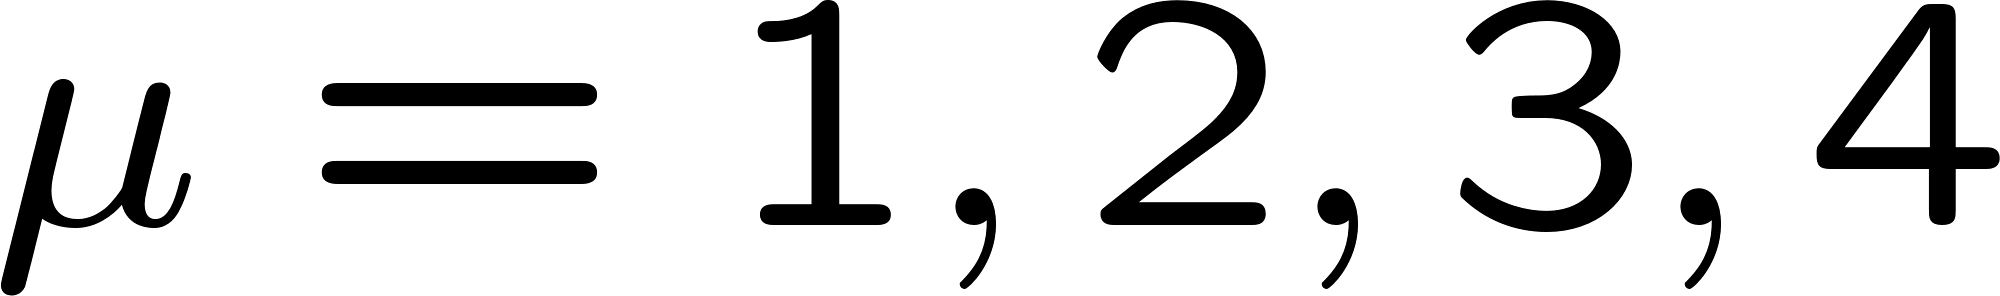 μ = 1, 2, 3, 4